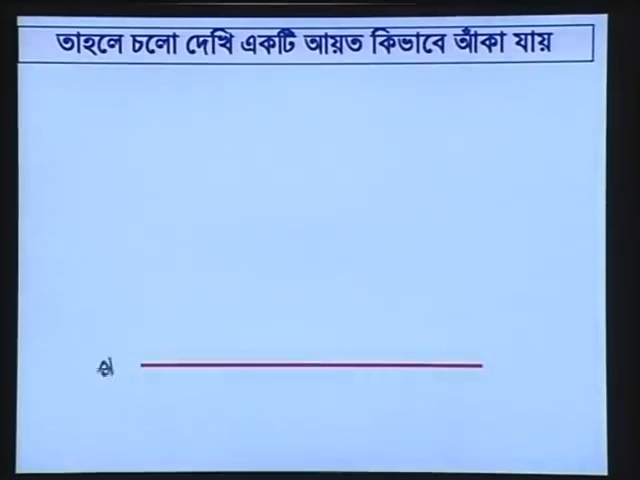 তাহলে চলো দেখি একটি আয়ত কিভাবে আঁকা যায়